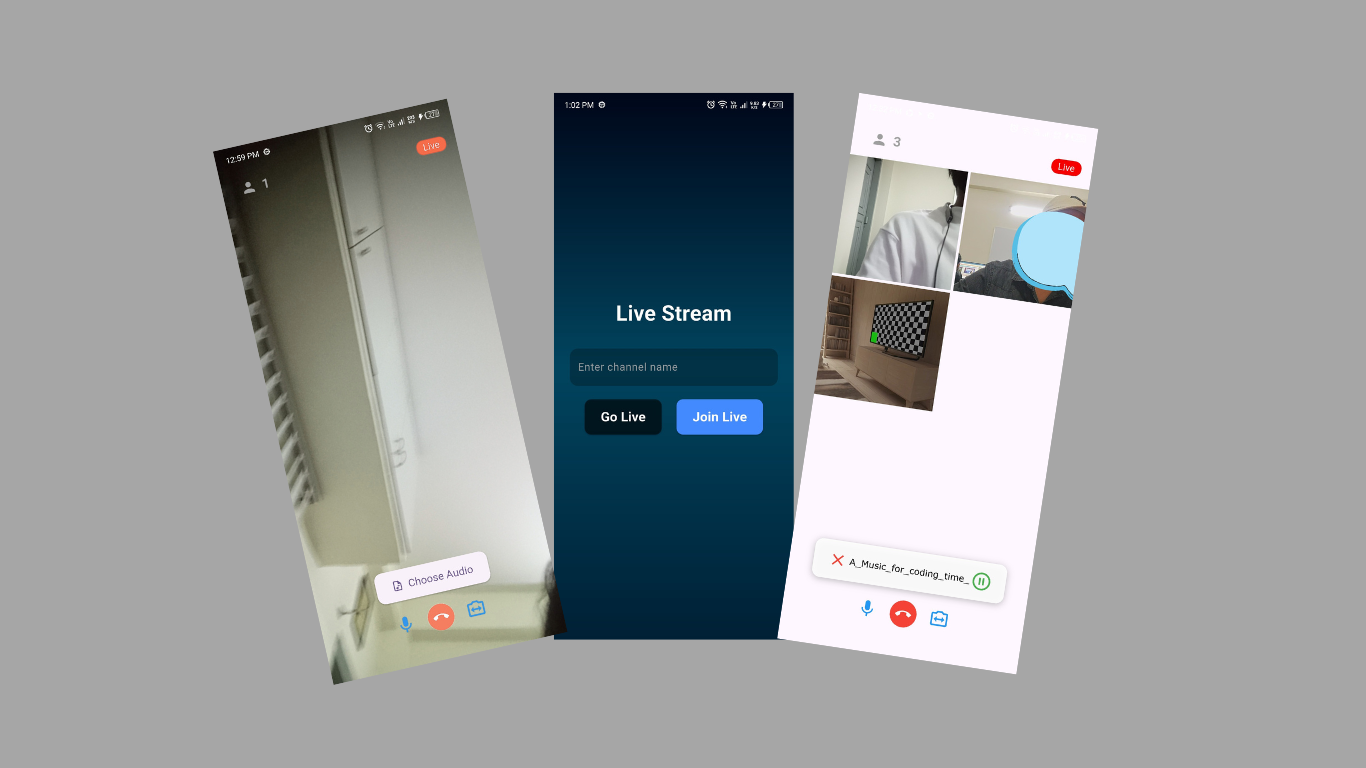 12:59 PM
Live
1
Choose Audio
1:02 PM
Live Stream
Enter channel name
Go Live
Join Live
3
Live
A_Music_for_coding_time_